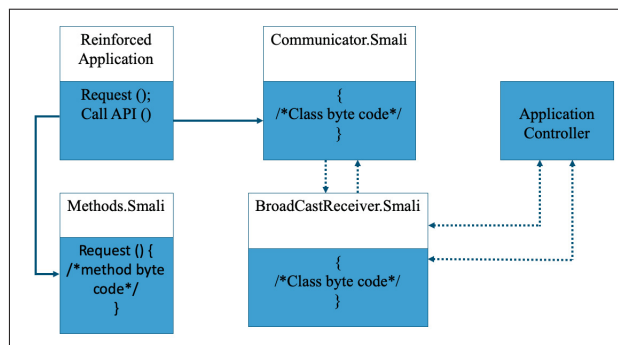 Reinforced
Application
Request ();
Call API ()
Communicator.Smali
{
/*Class byte code*/
}
Application
Controller
Methods.Smali
Request () {
/*method byte
code*/
}
BroadCastReceiver.Smali
{
/*Class byte code*/
}